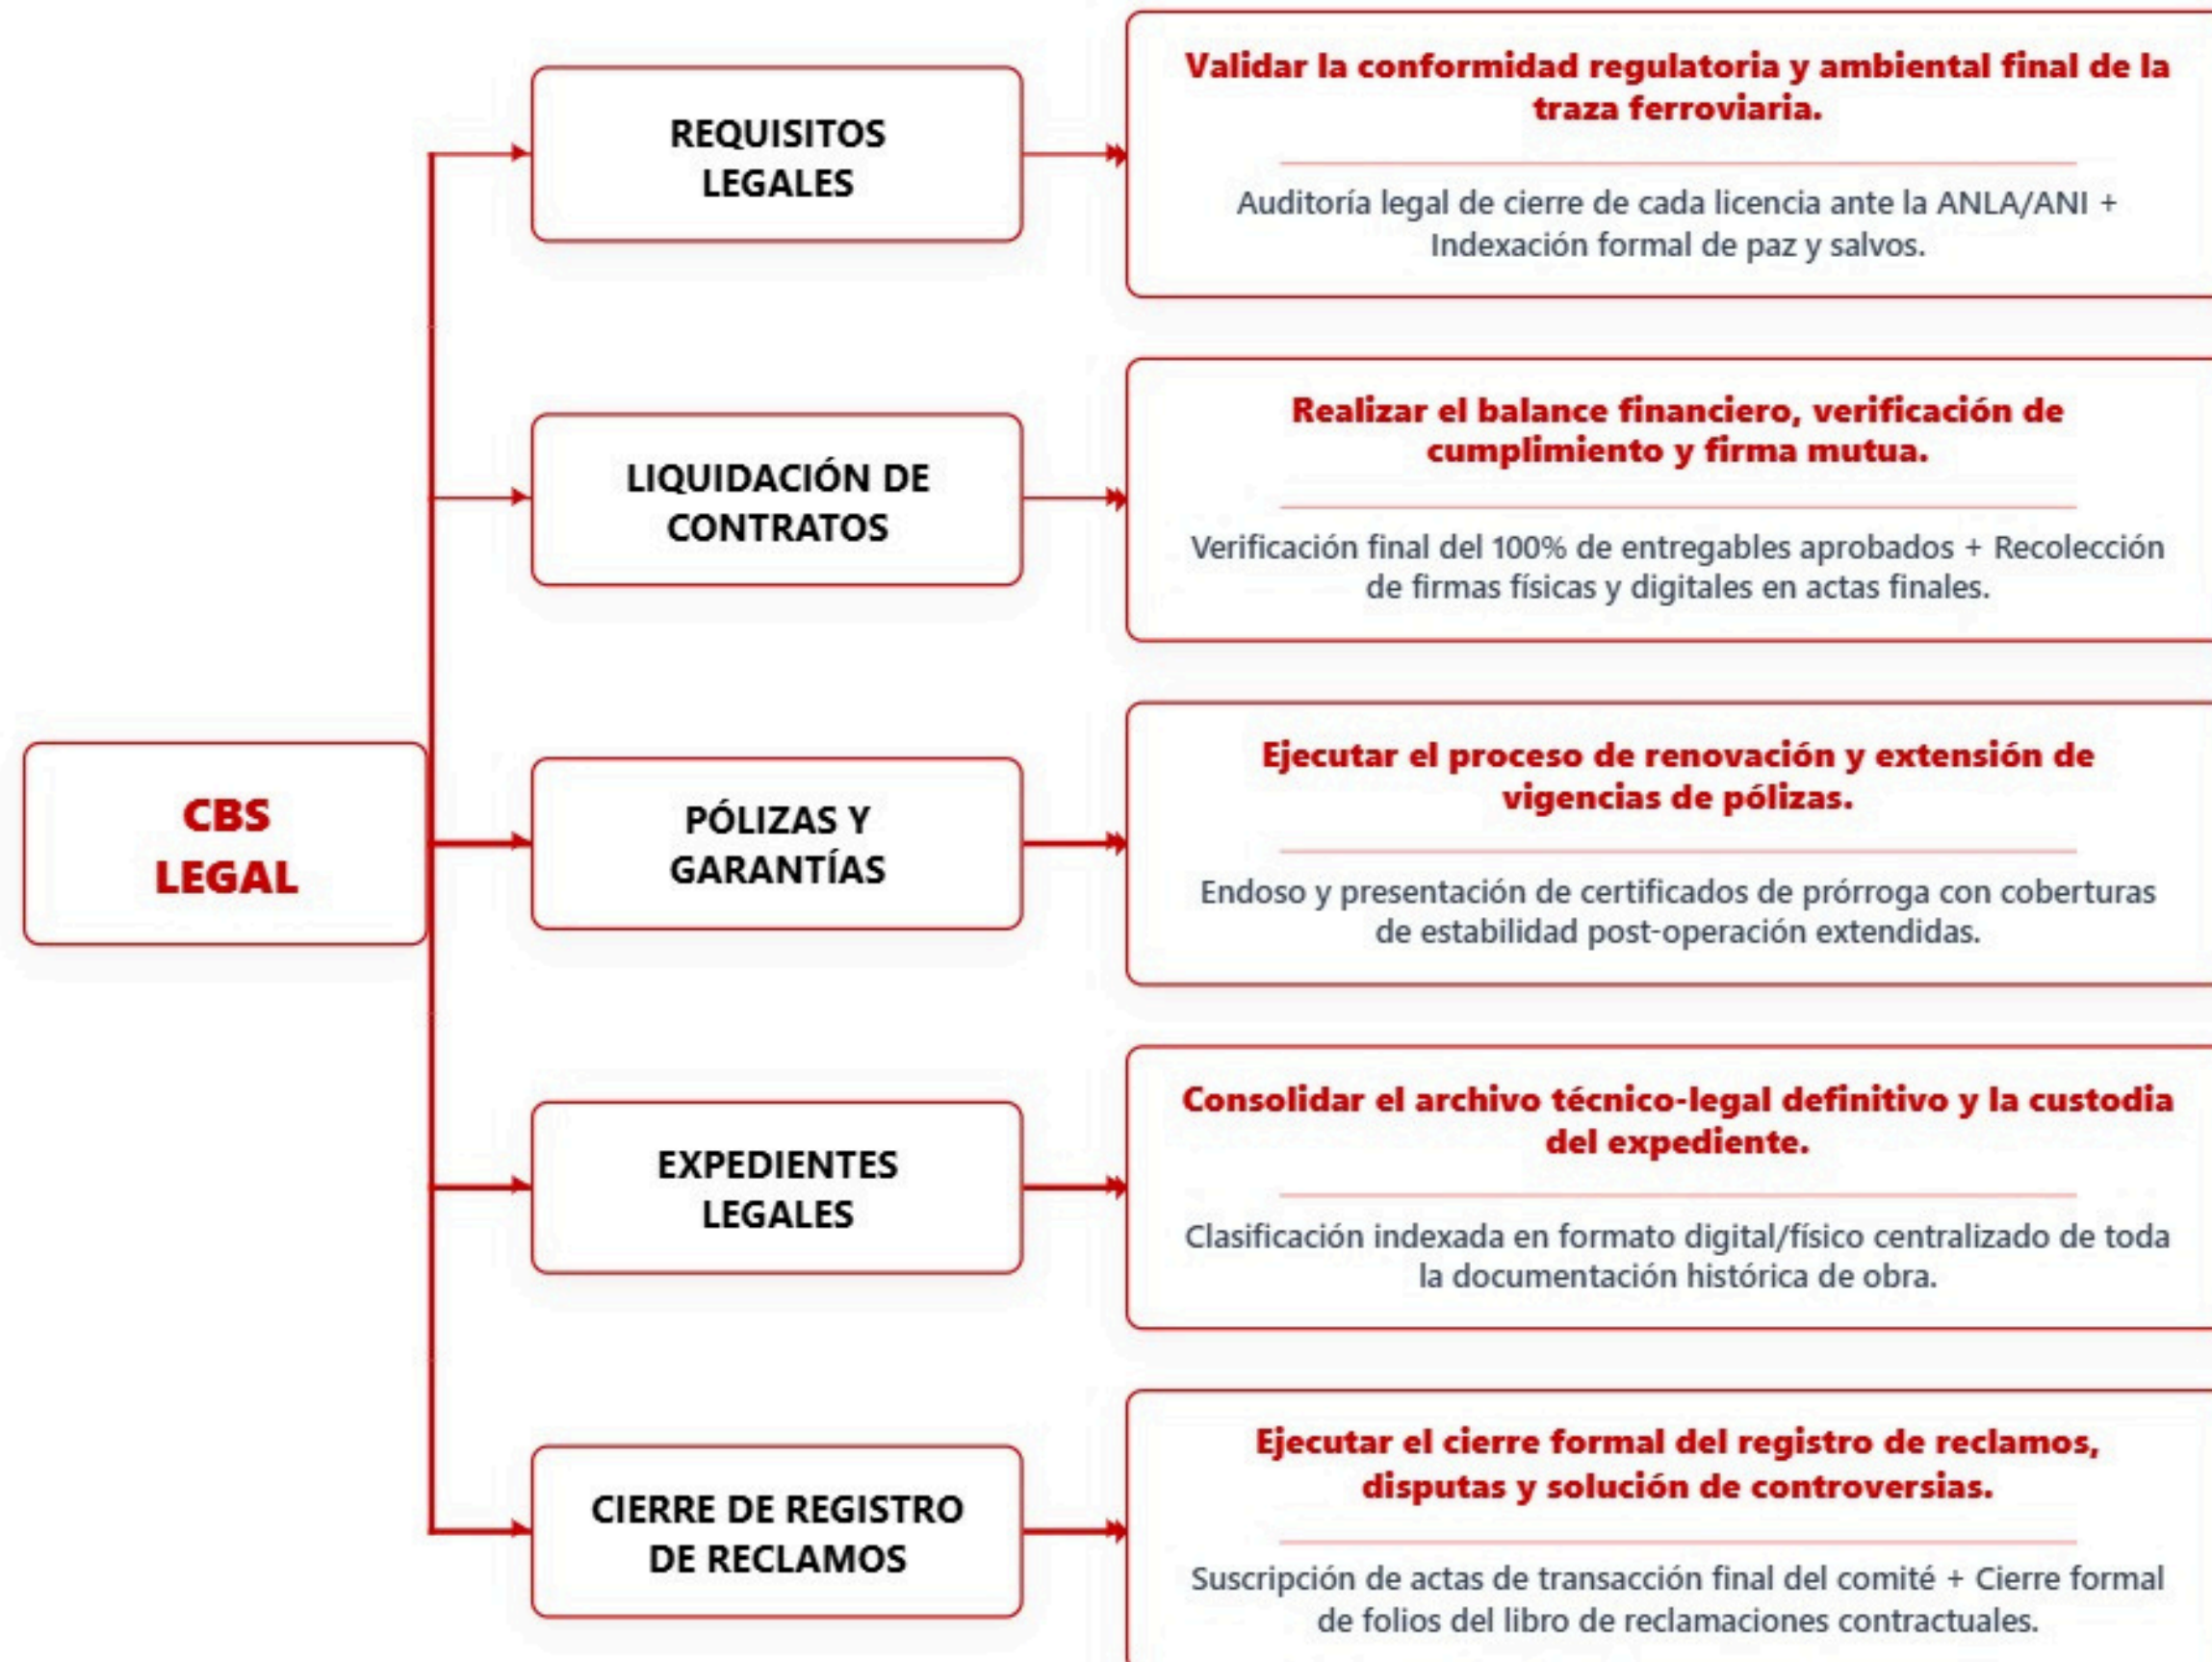 CBS
LEGAL
REQUISITOS
LEGALES
Validar la conformidad regulatoria y ambiental final de la
traza ferroviaria.
Auditoría legal de cierre de cada licencia ante la ANLA/ANI +
Indexación formal de paz y salvos.
LIQUIDACIÓN DE
CONTRATOS
Realizar el balance financiero, verificación de
cumplimiento y firma mutua.
Verificación final del 100% de entregables aprobados + Recolección
de firmas físicas y digitales en actas finales.
PÓLIZAS Y
GARANTÍAS
Ejecutar el proceso de renovación y extensión de
vigencias de pólizas.
Endoso y presentación de certificados de prórroga con coberturas
de estabilidad post-operación extendidas.
EXPEDIENTES
LEGALES
Consolidar el archivo técnico-legal definitivo y la custodia
del expediente.
Clasificación indexada en formato digital/físico centralizado de toda
la documentación histórica de obra.
CIERRE DE REGISTRO
DE RECLAMOS
Ejecutar el cierre formal del registro de reclamos,
disputas y solución de controversias.
Suscripción de actas de transacción final del comité + Cierre formal
de folios del libro de reclamaciones contractuales.